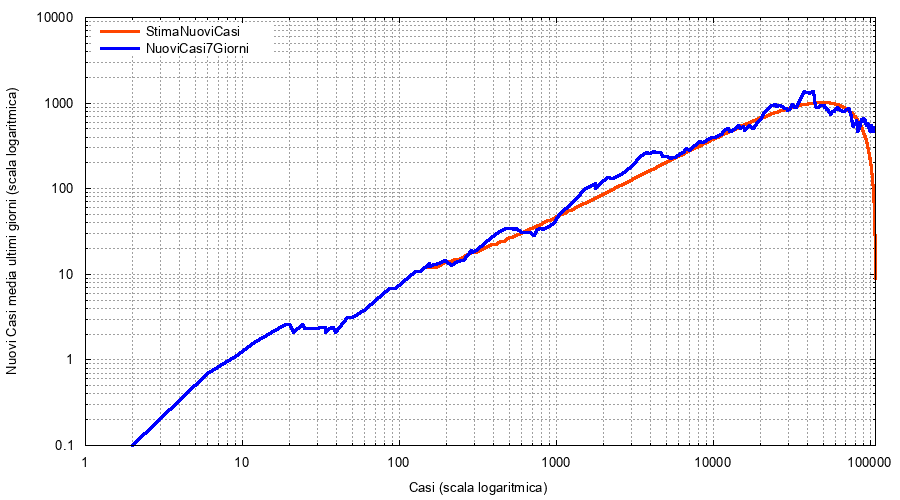 10000
1000
100
10
1
0.1
StimaNuoviCasi
NuoviCasi7Giorni
Nuovi Casi media ultimi giorni (scala logaritmica)
1 10 100 1000 10000 100000
Casi (scala logaritmica)